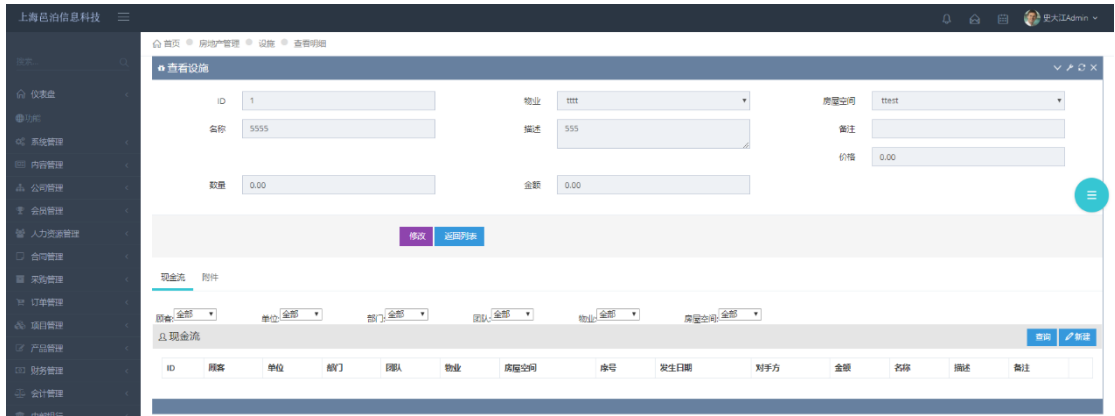 上海邑泊信息科技
史大江Admin
首页 房地产管理 设施 查看明细
搜索...
查看设施
仪表盘
功能
系统管理
内容管理
公司管理
会员管理
人力资源管理
合同管理
采购管理
订单管理
项目管理
产品管理
财务管理
会计管理
ID 1 物业 tttt 房屋空间 ttest
名称 5555 描述 555 备注
价格 0.00
数量 0.00 金额 0.00
修改 返回列表
现金流 附件
顾客: 全部 单位: 全部 部门: 全部 团队: 全部 物业: 全部 房屋空间: 全部
现金流 查询 新建
ID 顾客 单位 部门 团队 物业 房屋空间 序号 发生日期 对手方 金额 名称 描述 备注